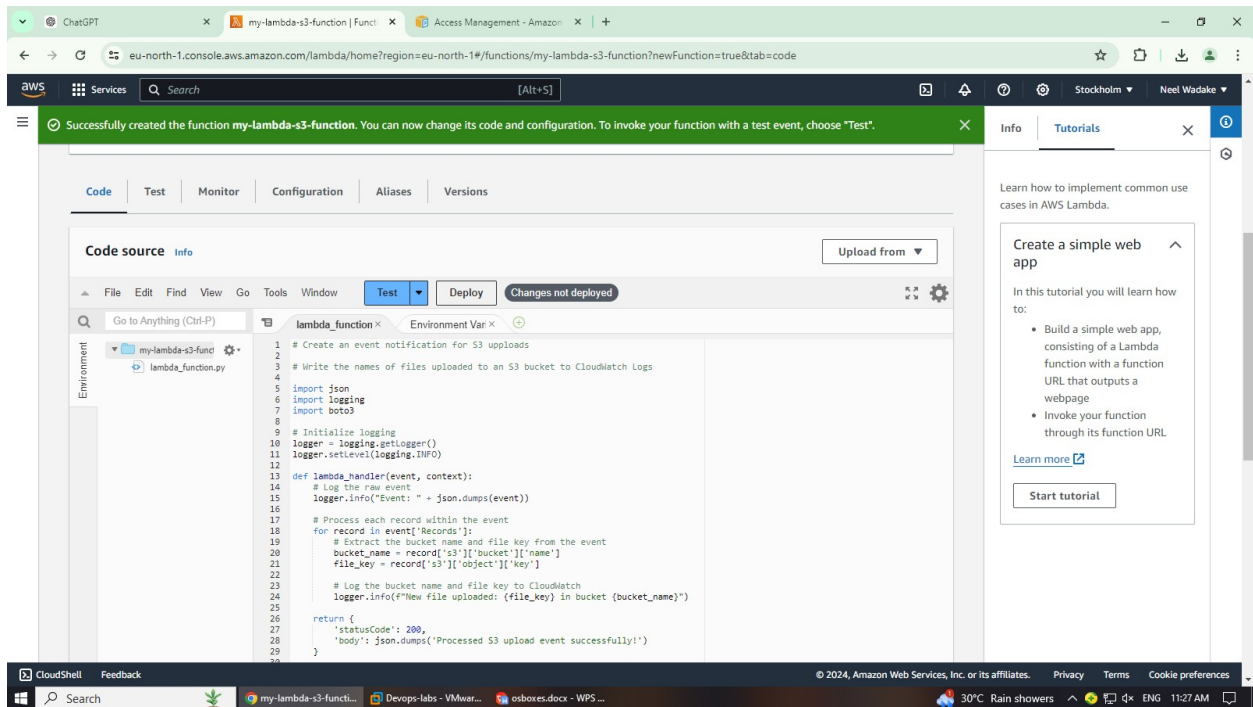 ChatGPT
my-lambda-s3-function | Functi
Access Management - Amazon
eu-north-1.console.aws.amazon.com/lambda/home?region=eu-north-1#/functions/my-lambda-s3-function?newFunction=true&tab=code
aws
Services
Search
[Alt+S]
Stockholm
Neel Wadake
Successfully created the function my-lambda-s3-function. You can now change its code and configuration. To invoke your function with a test event, choose "Test".
Info
Tutorials
Code
Test
Monitor
Configuration
Aliases
Versions
Code source Info
Upload from
File Edit Find View Go Tools Window
Test
Deploy
Changes not deployed
Go to Anything (Ctrl-P)
lambda_function
Environment Vari
Environment
my-lambda-s3-funct
lambda_function.py
1 # Create an event notification for S3 upploads
2
3 # Write the names of files uploaded to an S3 bucket to CloudWatch Logs
4
5 import json
6 import logging
7 import boto3
8
9 # Initialize logging
10 logger = logging.getLogger()
11 logger.setLevel(logging.INFO)
12
13 def lambda_handler(event, context):
14 # Log the raw event
15 logger.info("Event: " + json.dumps(event))
16
17 # Process each record within the event
18 for record in event['Records']:
19 # Extract the bucket name and file key from the event
20 bucket_name = record['s3']['bucket']['name']
21 file_key = record['s3']['object']['key']
22
23 # Log the bucket name and file key to CloudWatch
24 logger.info(f"New file uploaded: {file_key} in bucket {bucket_name}")
25
26 return {
27 'statusCode': 200,
28 'body': json.dumps('Processed S3 upload event successfully!')
29 }
30
Learn how to implement common use
cases in AWS Lambda.
Create a simple web
app
In this tutorial you will learn how
to:
Build a simple web app,
consisting of a Lambda
function with a function
URL that outputs a
webpage
Invoke your function
through its function URL
Learn more
Start tutorial
CloudShell
Feedback
© 2024, Amazon Web Services, Inc. or its affiliates.
Privacy
Terms
Cookie preferences
Search
my-lambda-s3-functi...
Devops-labs - VMwar...
osboxes.docx - WPS ...
30°C Rain showers
ENG
11:27 AM